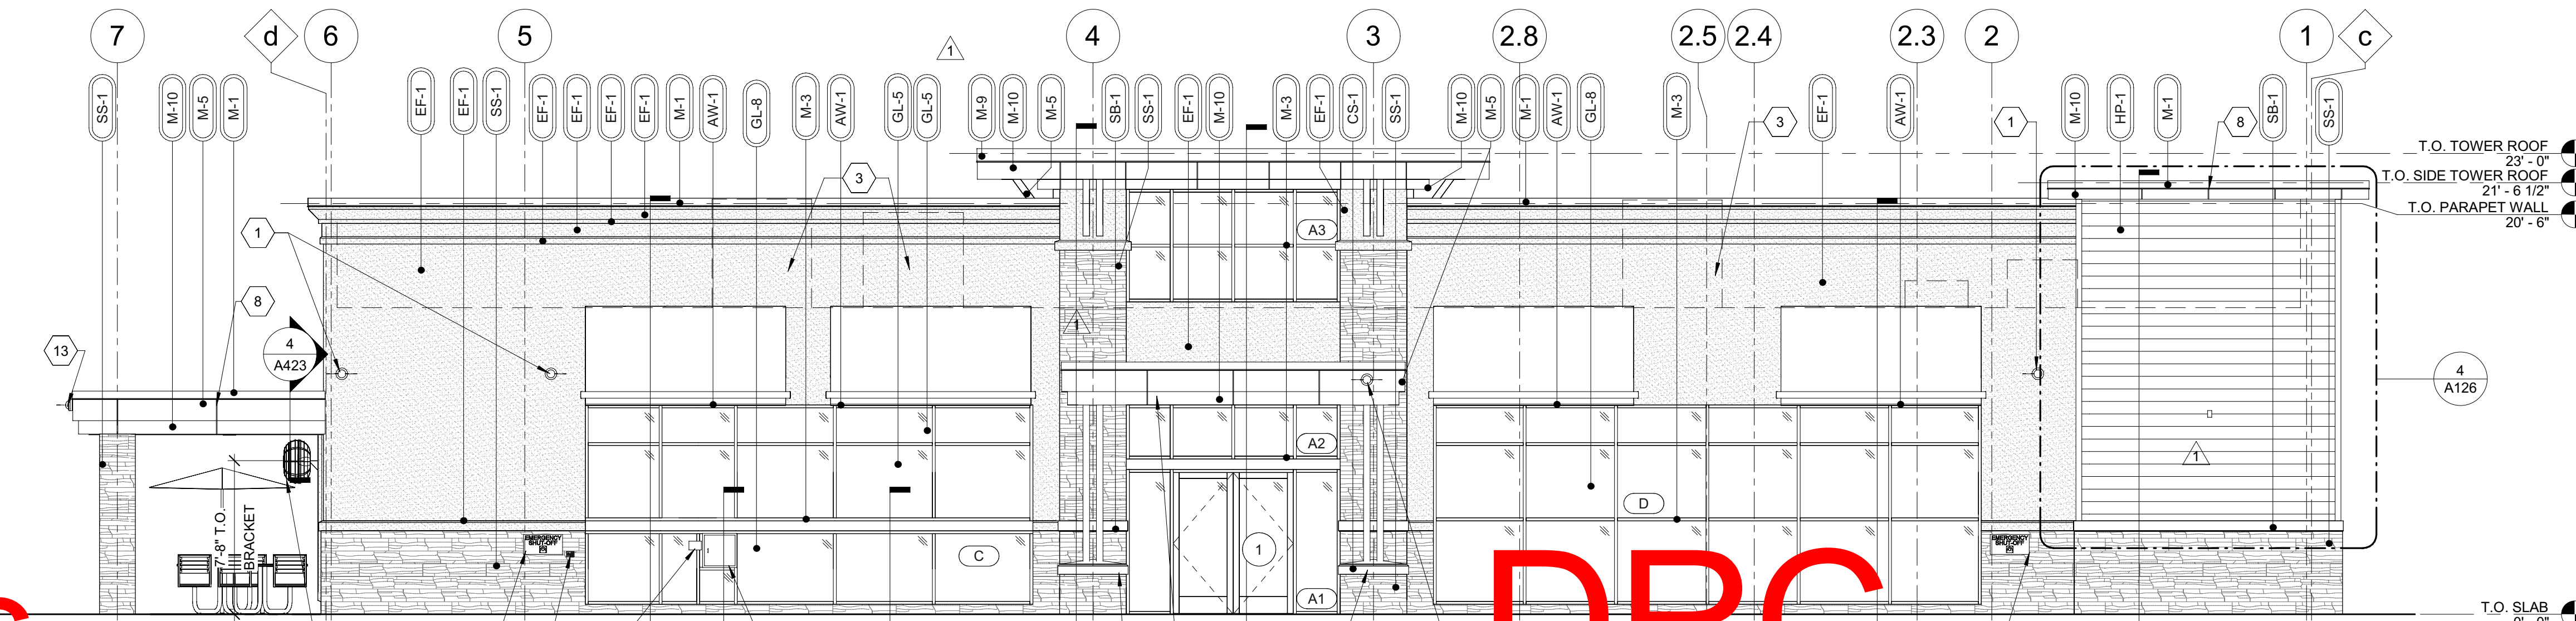 7
d
6
5
4
3
2.8
2.5
2.4
2.3
2
1
c
1
SS-1
M-10
M-5
M-1
EF-1
EF-1
SS-1
EF-1
EF-1
EF-1
EF-1
M-1
AW-1
GL-8
M-3
AW-1
GL-5
GL-5
M-9
M-10
M-5
SB-1
SS-1
EF-1
M-10
M-3
EF-1
CS-1
SS-1
M-10
M-5
M-1
AW-1
GL-8
M-3
EF-1
AW-1
M-10
HP-1
M-1
SB-1
SS-1
3
1
8
T.O. TOWER ROOF
23' - 0"
T.O. SIDE TOWER ROOF
21' - 6 1/2"
T.O. PARAPET WALL
20' - 6"
3
1
A3
8
1
13
4
A423
4
A126
A2
1
D
7'-8" T.O.
BRACKET
EMERGENCY
SHUT-OFF
C
1
EMERGENCY
SHUT-OFF
A1
DBC
T.O. SLAB
0' - 0"